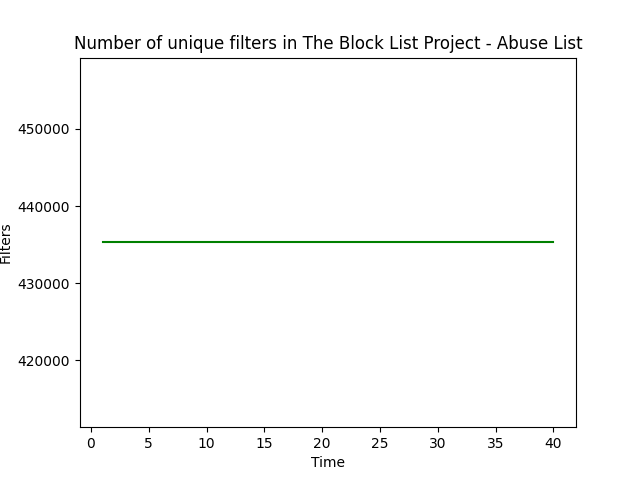 Number of unique filters in The Block List Project - Abuse List
450000
440000
430000
420000
Filters
0 5 10 15 20 25 30 35 40
Time